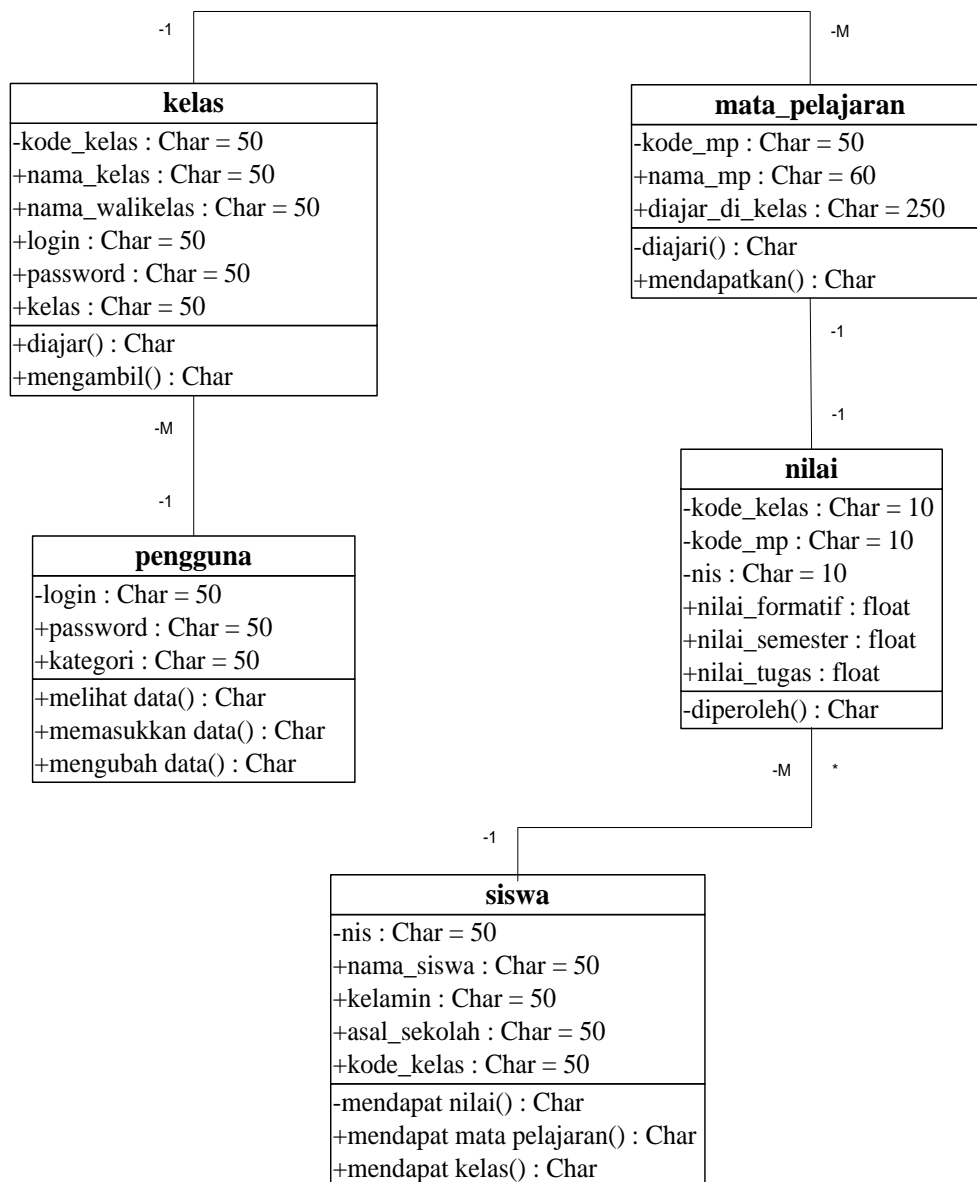 -1
-M
kelas
-kode_kelas : Char = 50
+nama_kelas : Char = 50
+nama_walikelas : Char = 50
+login : Char = 50
+password : Char = 50
+kelas : Char = 50
+diajar() : Char
+mengambil() : Char
mata_pelajaran
-kode_mp : Char = 50
+nama_mp : Char = 60
+diajar_di_kelas : Char = 250
-diajari() : Char
+mendapatkan() : Char
-M
-1
-1
-1
pengguna
-login : Char = 50
+password : Char = 50
+kategori : Char = 50
+melihat data() : Char
+memasukkan data() : Char
+mengubah data() : Char
nilai
-kode_kelas : Char = 10
-kode_mp : Char = 10
-nis : Char = 10
+nilai_formatif : float
+nilai_semester : float
+nilai_tugas : float
-diperoleh() : Char
-M
*
-1
siswa
-nis : Char = 50
+nama_siswa : Char = 50
+kelamin : Char = 50
+asal_sekolah : Char = 50
+kode_kelas : Char = 50
-mendapat nilai() : Char
+mendapat mata pelajaran() : Char
+mendapat kelas() : Char